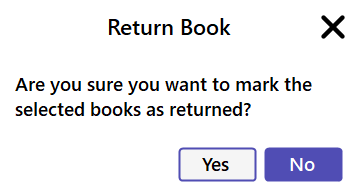 Return Book
Are you sure you want to mark the
selected books as returned?
Yes No